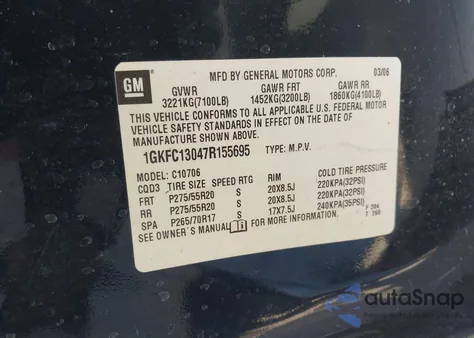 MFD BY GENERAL MOTORS CORP. 03/06
GM
GVWR GAWR FRT GAWR RR
3221KG(7100LB) 1452KG(3200LB) 1860KG(4100LB)
THIS VEHICLE CONFORMS TO ALL APPLICABLE U.S. FEDERAL MOTOR
VEHICLE SAFETY STANDARDS IN EFFECT ON THE DATE OF
MANUFACTURE SHOWN ABOVE.
1GKFC13047R155695 TYPE: M.P.V.
MODEL: C10706
CQD3 TIRE SIZE SPEED RTG RIM COLD TIRE PRESSURE
FRT P275/55R20 S 20X8.5J 220KPA(32PSI)
RR P275/55R20 S 20X8.5J 220KPA(32PSI)
SPA P265/70R17 S 17X7.5J 240KPA(35PSI)
SEE OWNER'S MANUAL FOR MORE INFORMATION.
autoSnap